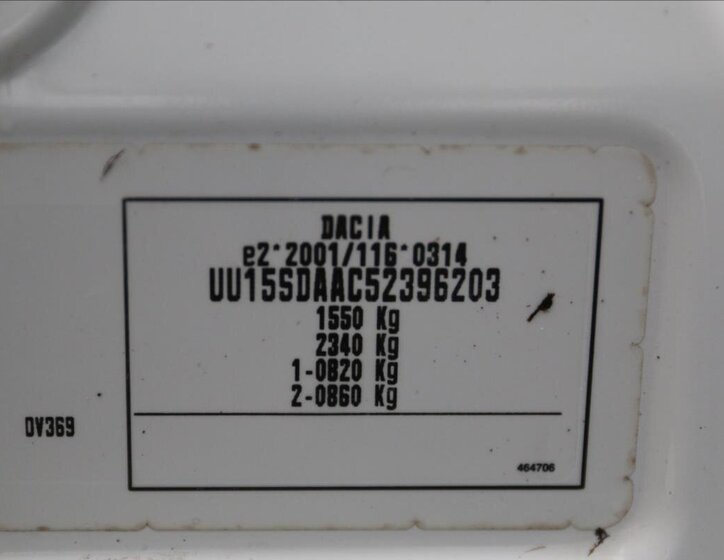 DACIA
e2*2001/116*0314
UU15SDAAC52396203
1550 Kg
2340 Kg
1-0820 Kg
2-0860 Kg
DV369
464706